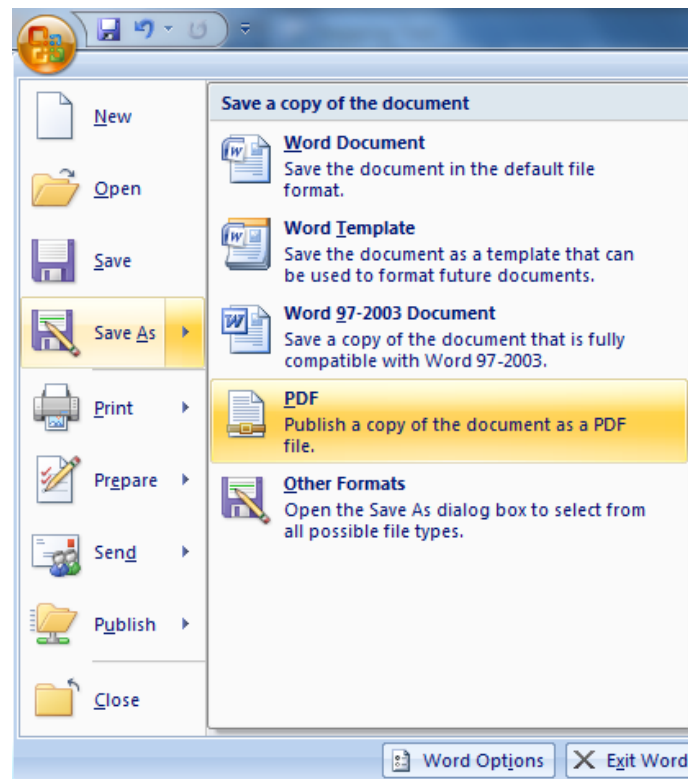 New
Open
Save
Save As
Print
Prepare
Send
Publish
Close
Save a copy of the document
Word Document
Save the document in the default file
format.
Word Template
Save the document as a template that can
be used to format future documents.
Word 97-2003 Document
Save a copy of the document that is fully
compatible with Word 97-2003.
PDF
Publish a copy of the document as a PDF
file.
Other Formats
Open the Save As dialog box to select from
all possible file types.
Word Options
Exit Word